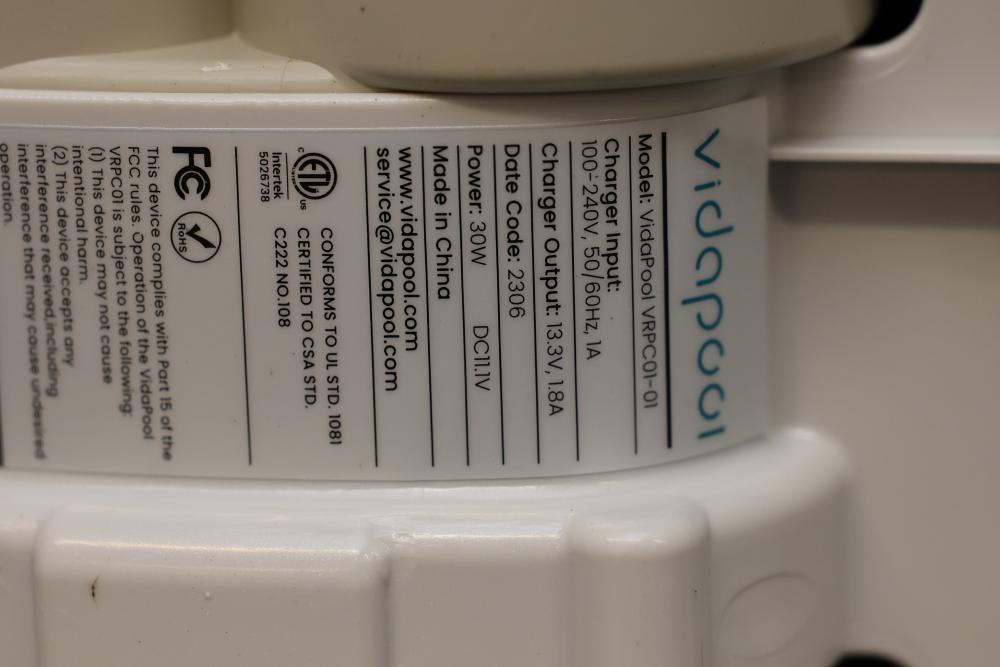 vidapool
Model: VidaPool VRPC01-01
Charger Input:
100-240V, 50/60Hz, 1A
Charger Output: 13.3V, 1.8A
Date Code: 2306
Power: 30W DC11.1V
Made in China
www.vidapool.com
service@vidapool.com
c ETL us
Intertek
5026738
CONFORMS TO UL STD. 1081
CERTIFIED TO CSA STD.
C222 NO.108
FC
RoHS
This device complies with Part 15 of the
FCC rules. Operation of the VidaPool
VRPC01 is subject to the following:
(1) This device may not cause
intentional harm.
(2) This device accepts any
interference received,including
interference that may cause undesired
operation.